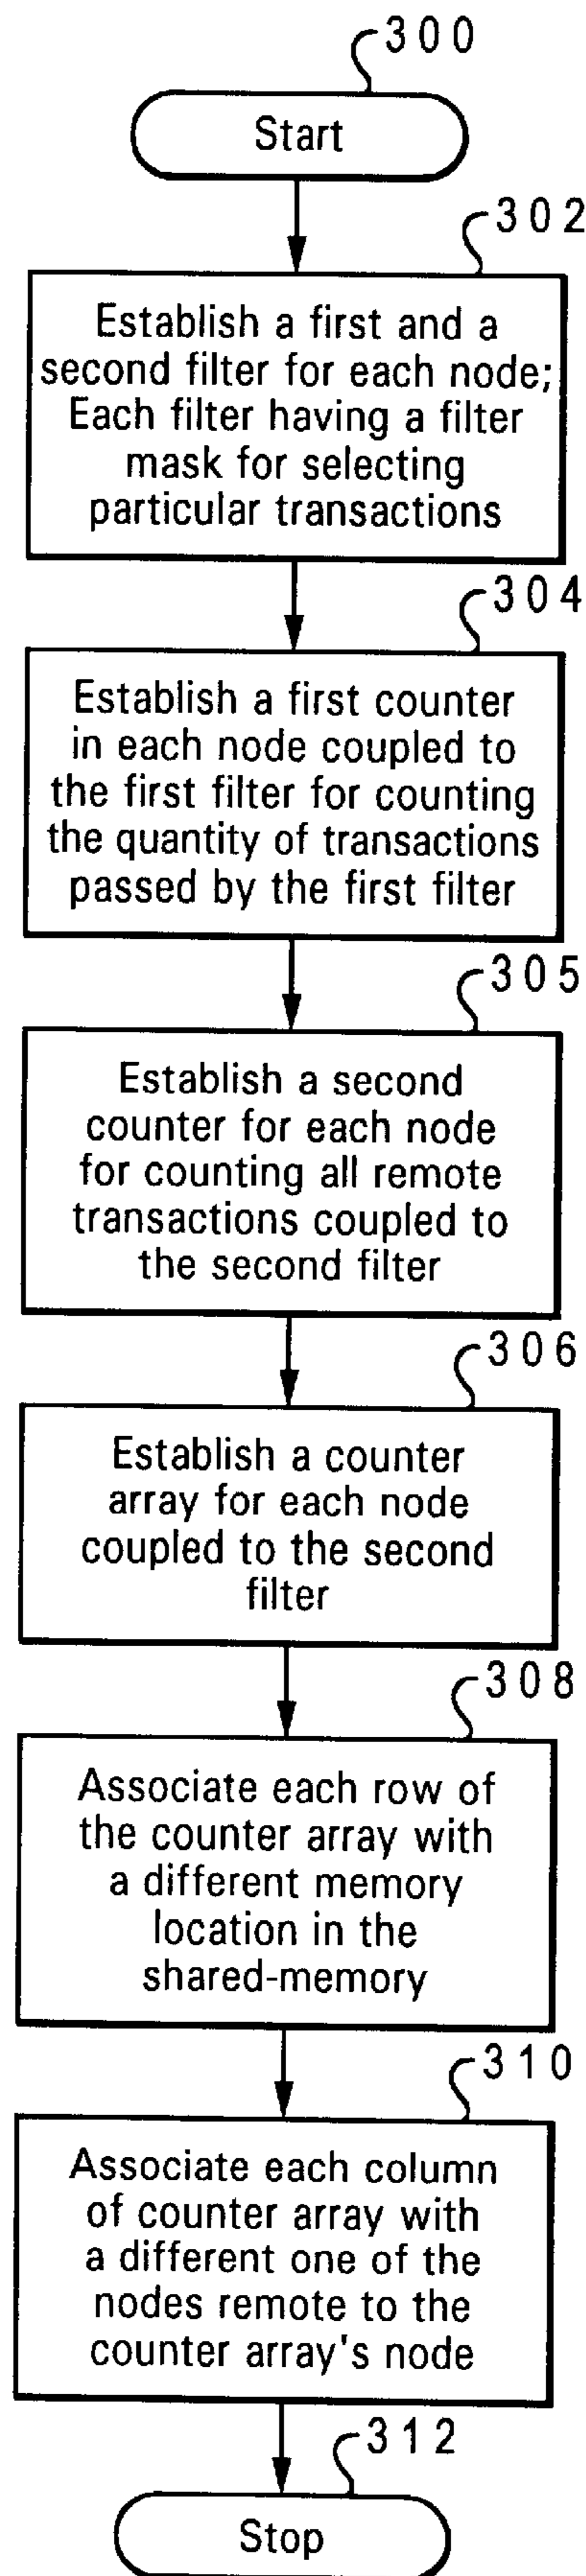 300
Start
302
Establish a first and a
second filter for each node;
Each filter having a filter
mask for selecting
particular transactions
304
Establish a first counter
in each node coupled to
the first filter for counting
the quantity of transactions
passed by the first filter
305
Establish a second
counter for each node
for counting all remote
transactions coupled to
the second filter
306
Establish a counter
array for each node
coupled to the second
filter
308
Associate each row of
the counter array with
a different memory
location in the
shared-memory
310
Associate each column
of counter array with
a different one of the
nodes remote to the
counter array's node
312
Stop